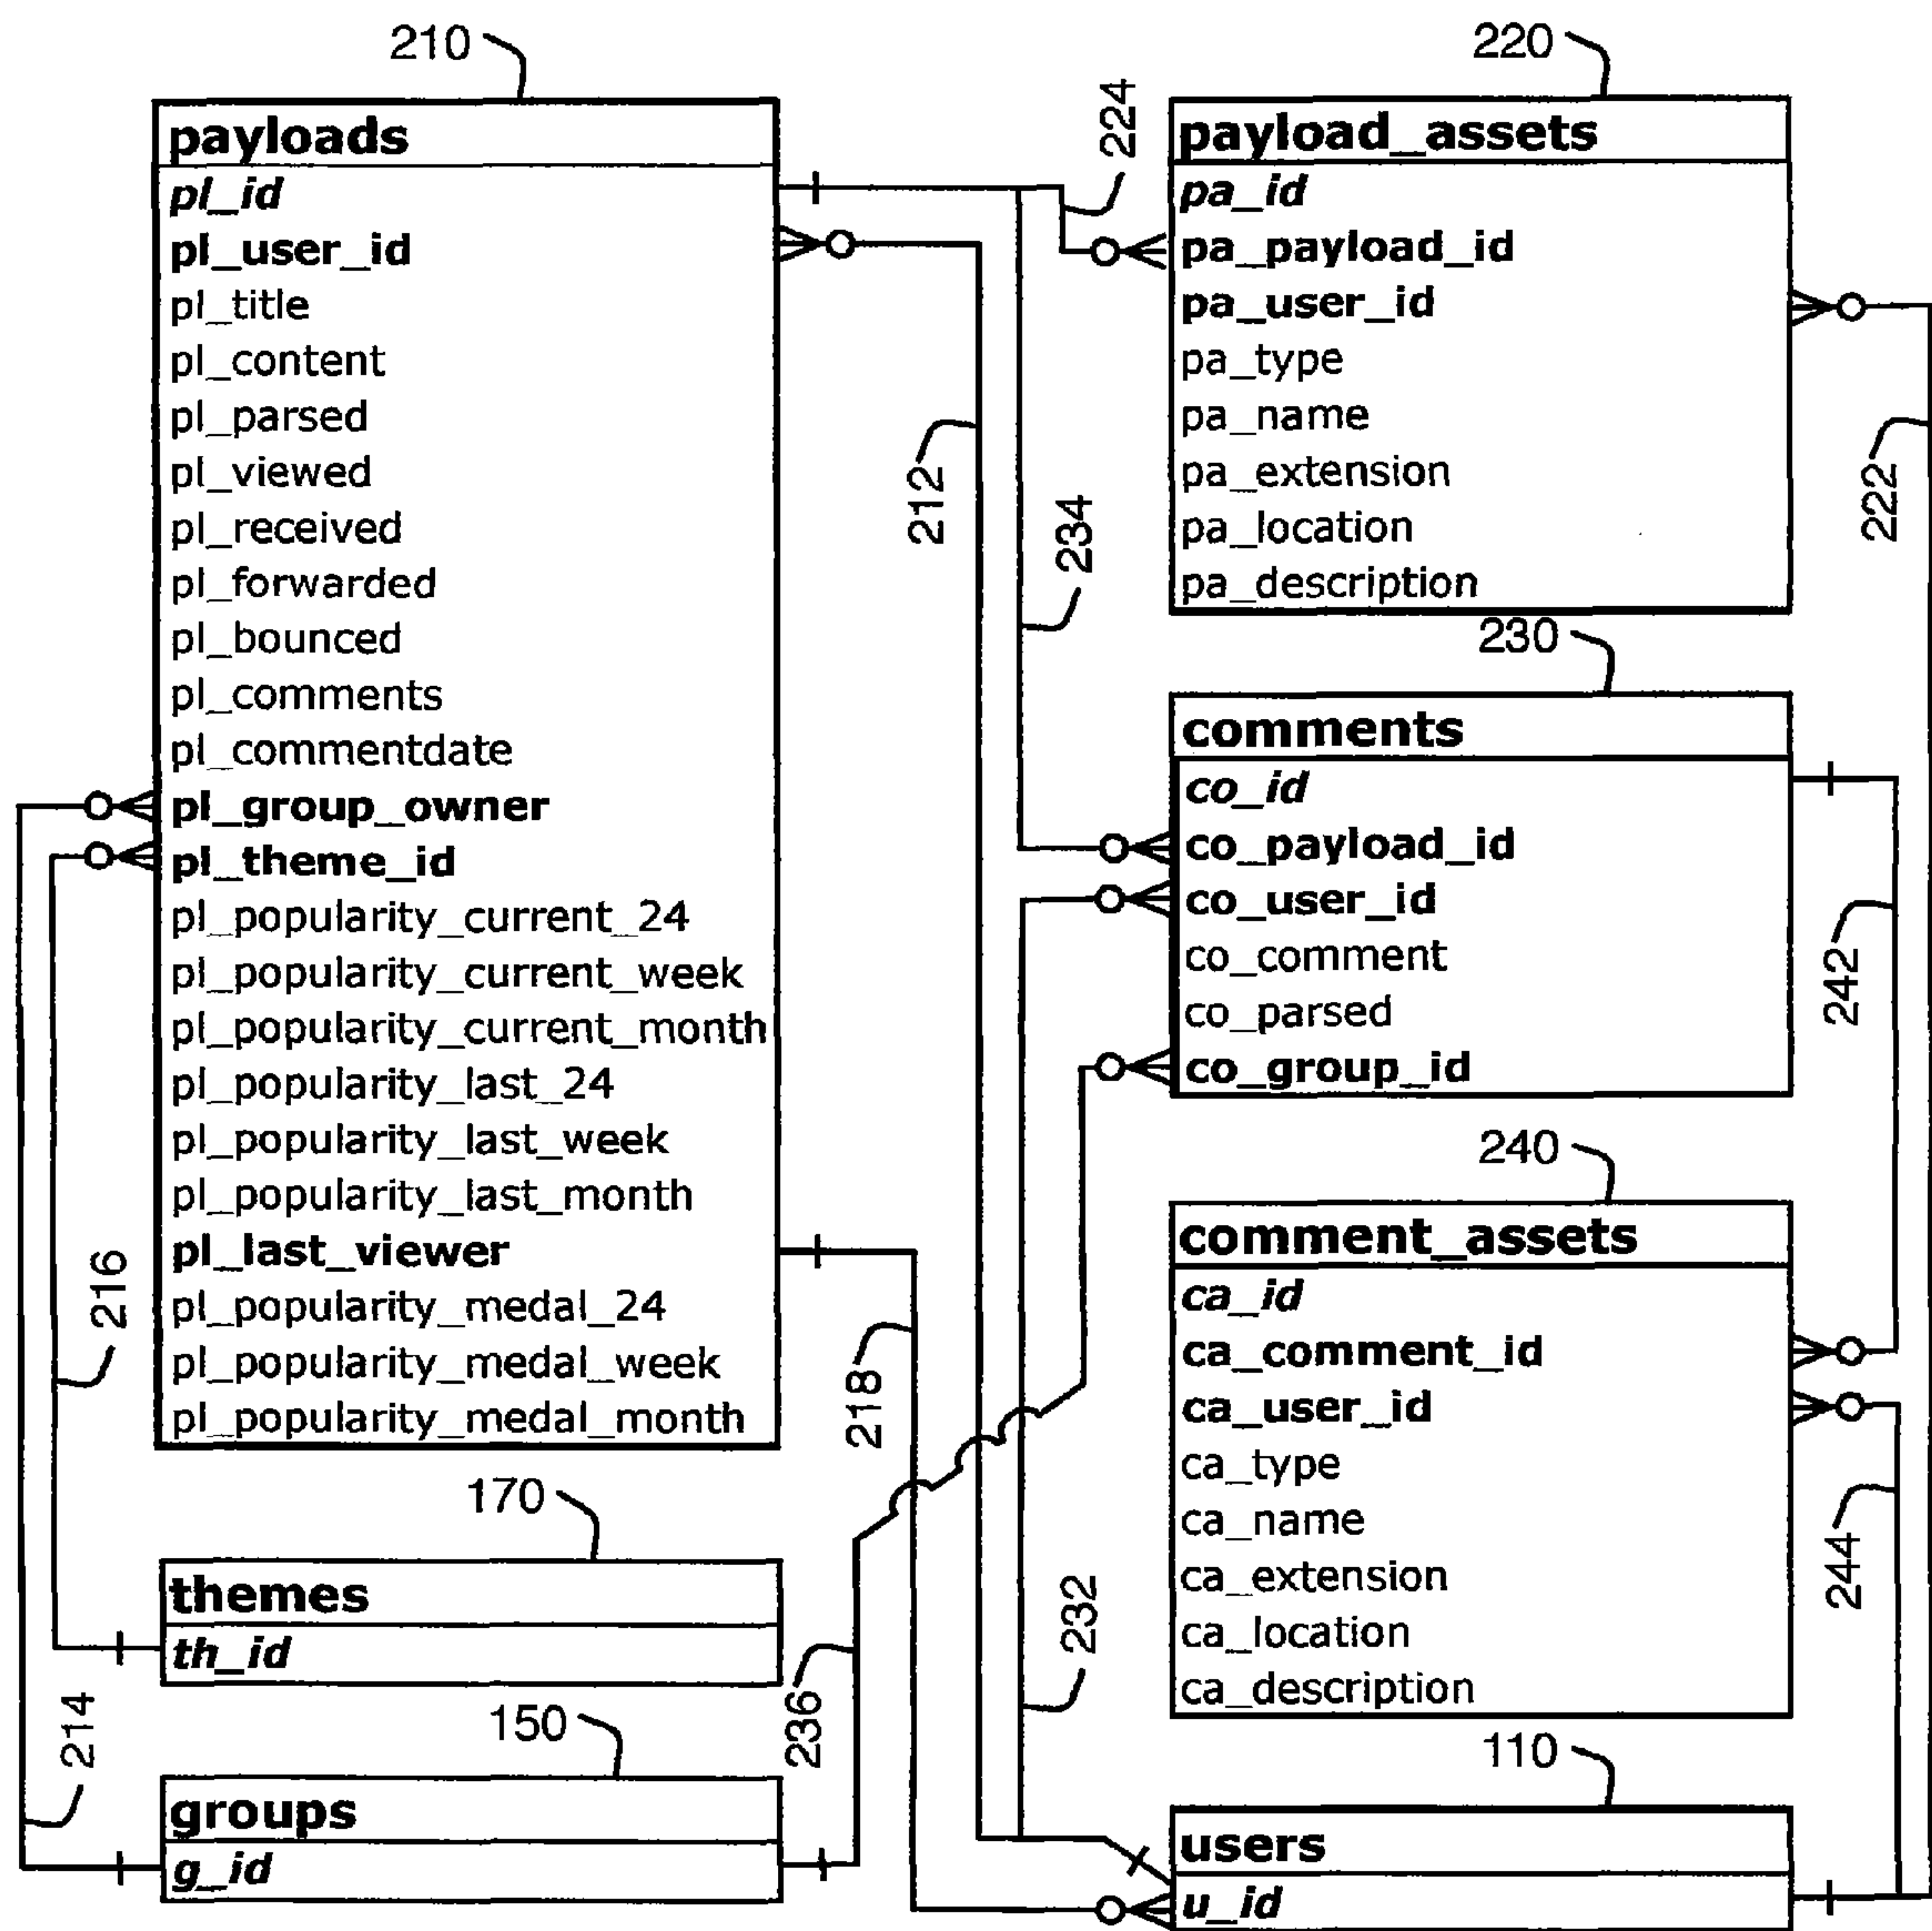 210
payloads
pl_id
pl_user_id
pl_title
pl_content
pl_parsed
pl_viewed
pl_received
pl_forwarded
pl_bounced
pl_comments
pl_commentdate
pl_group_owner
pl_theme_id
pl_popularity_current_24
pl_popularity_current_week
pl_popularity_current_month
pl_popularity_last_24
pl_popularity_last_week
pl_popularity_last_month
pl_last_viewer
pl_popularity_medal_24
pl_popularity_medal_week
pl_popularity_medal_month
216
214
170
themes
th_id
150
groups
g_id
224
212
234
218
232
236
220
payload_assets
pa_id
pa_payload_id
pa_user_id
pa_type
pa_name
pa_extension
pa_location
pa_description
222
230
comments
co_id
co_payload_id
co_user_id
co_comment
co_parsed
co_group_id
242
240
comment_assets
ca_id
ca_comment_id
ca_user_id
ca_type
ca_name
ca_extension
ca_location
ca_description
244
110
users
u_id